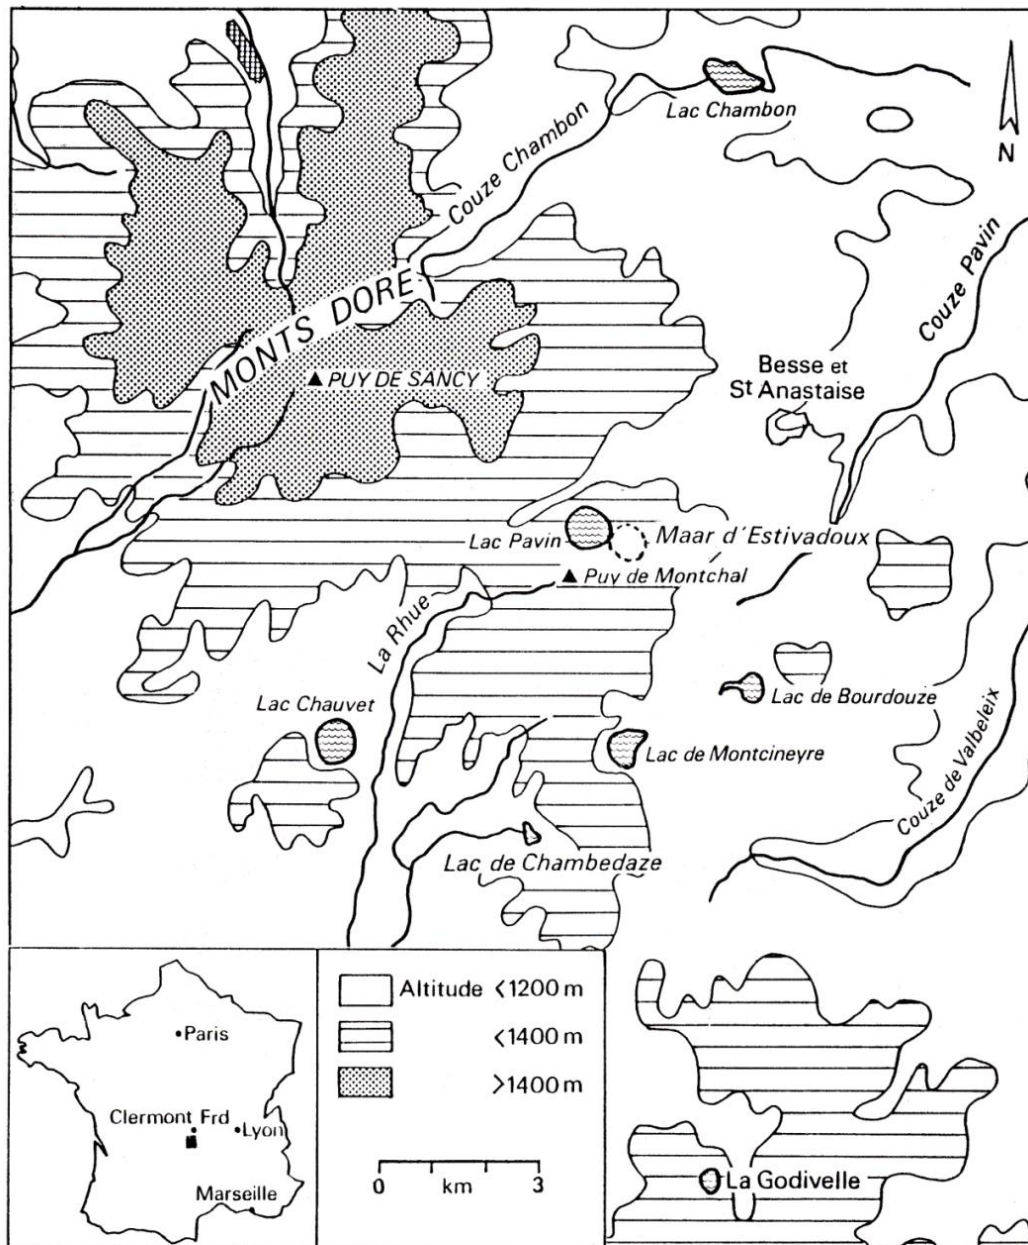 Lac Chambon
N
Couze Chambon
Couze Pavin
MONTS DORE
PUY DE SANCY
Besse et
St Anastaise
Lac Pavin
Maar d'Estivadoux
Puy de Montchal
La Rhue
Lac Chauvet
Lac de Bourdouze
Lac de Montcineyre
Couze de Valbeleix
Lac de Chambedaze
Paris
Clermont Frd
Lyon
Marseille
Altitude <1200 m
<1400 m
>1400 m
0 km 3
La Godivelle